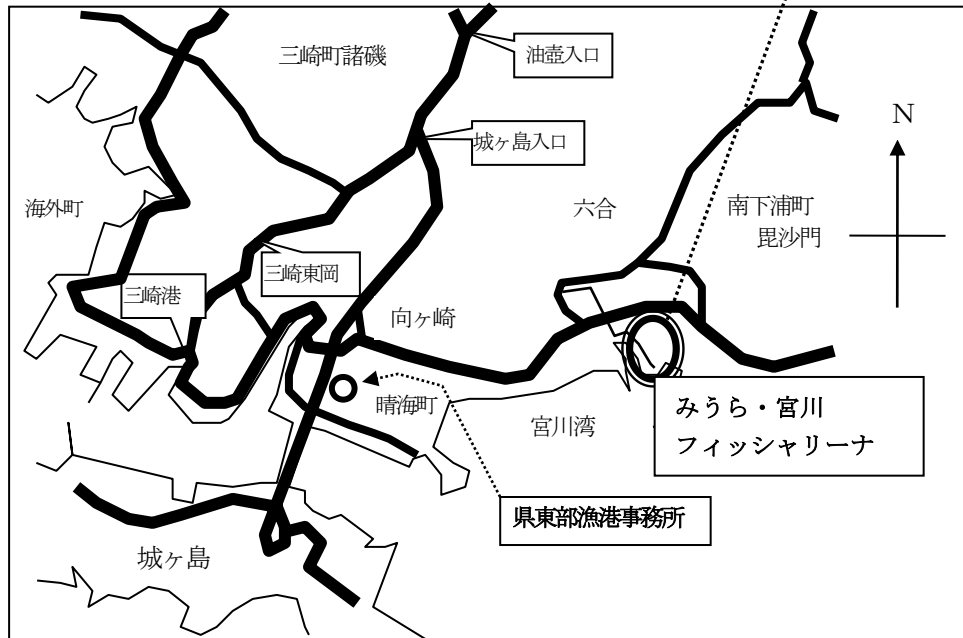 三崎町諸磯
油壺入口
N
城ヶ島入口
海外町
六合
南下浦町
毘沙門
三崎東岡
三崎港
向ヶ崎
晴海町
宮川湾
みうら・宮川
フィッシャリーナ
県東部漁港事務所
城ヶ島